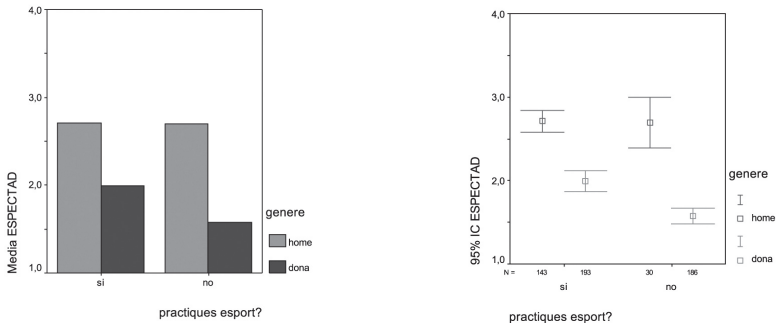 4,0
3,0
2,0
1,0
Media ESPECTAD
si
no
practiques esport?
genere
home
dona
4,0
3,0
2,0
1,0
95% IC ESPECTAD
N =
143
193
30
186
si
no
practiques esport?
genere
home
dona